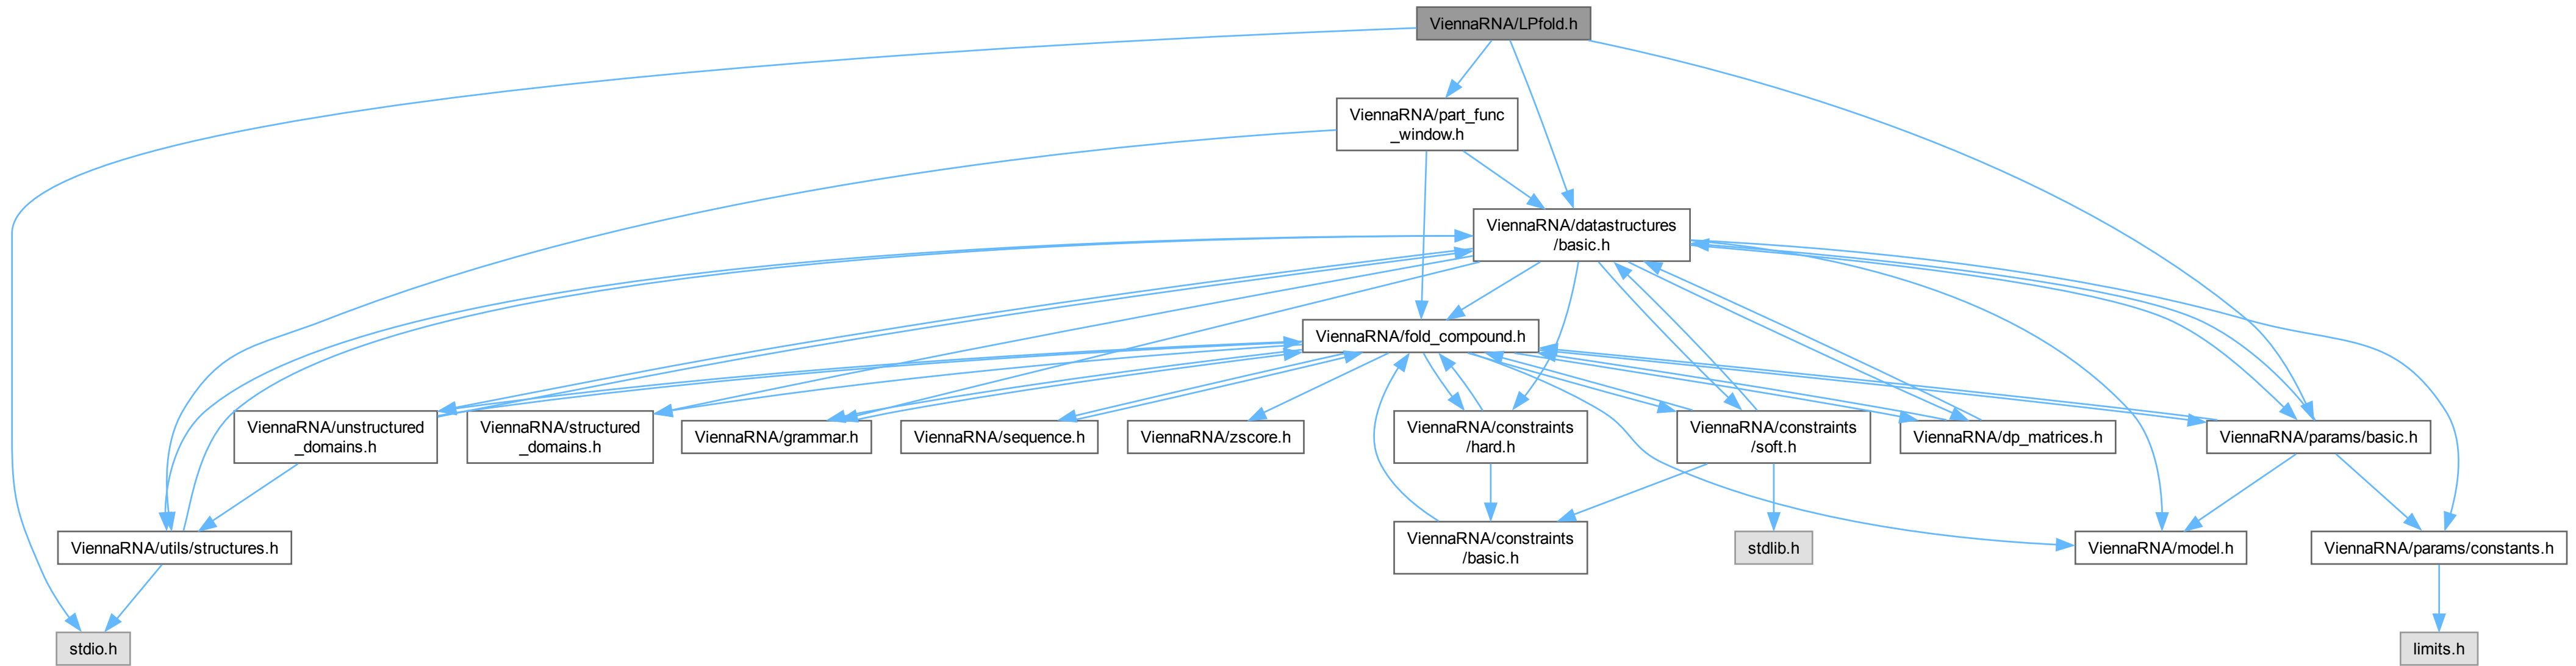 ViennaRNA/LPfold.h
ViennaRNA/part_func
_window.h
ViennaRNA/datastructures
/basic.h
ViennaRNA/fold_compound.h
ViennaRNA/unstructured
_domains.h
ViennaRNA/structured
_domains.h
ViennaRNA/grammar.h
ViennaRNA/sequence.h
ViennaRNA/zscore.h
ViennaRNA/constraints
/hard.h
ViennaRNA/constraints
/soft.h
ViennaRNA/dp_matrices.h
ViennaRNA/params/basic.h
ViennaRNA/utils/structures.h
ViennaRNA/constraints
/basic.h
stdlib.h
ViennaRNA/model.h
ViennaRNA/params/constants.h
stdio.h
limits.h